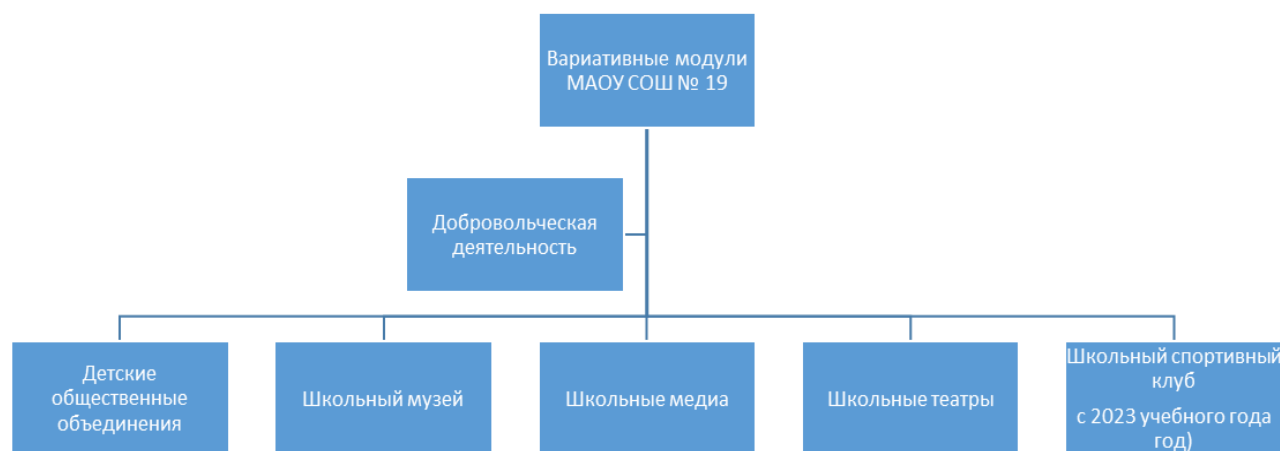 Вариативные модули
МАОУ СОШ № 19
Добровольческая
деятельность
Детские
общественные
объединения
Школьный музей
Школьные медиа
Школьные театры
Школьный спортивный
клуб
с 2023 учебного года
год)